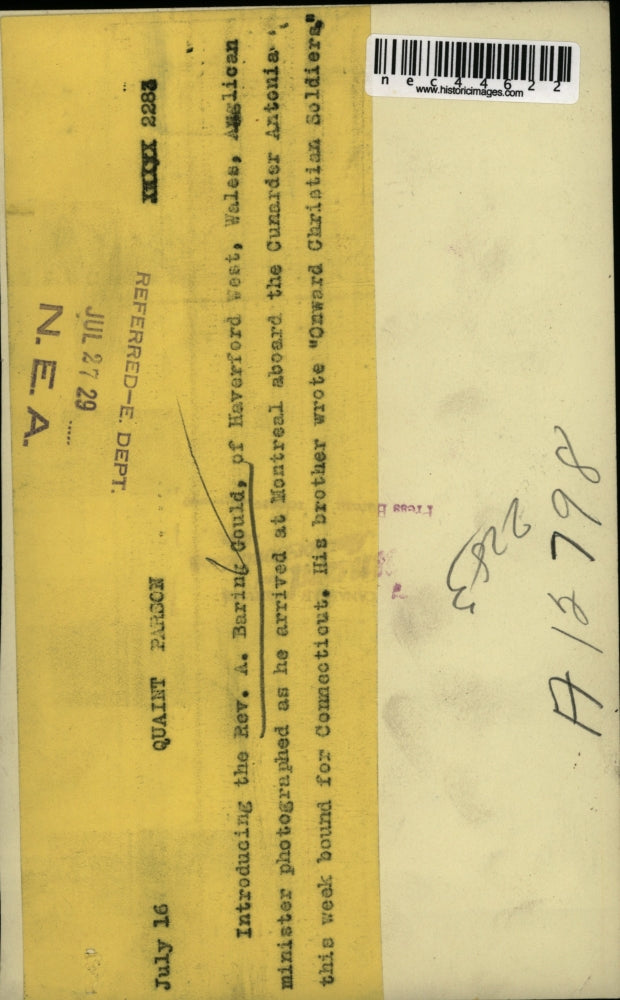 July 16 QUAINT PARSON XXXXX 2283
Introducing the Rev. A. Baring Gould, of Haverford West, Wales, Anglican
minister photographed as he arrived at Montreal aboard the Cunarder Antonia
this week bound for Connecticut. His brother wrote "Onward Christian Soldiers."
REFERRED-E. DEPT.
JUL 27 29
N.E.A.
nec44622
www.historicimages.com
2283
A12798